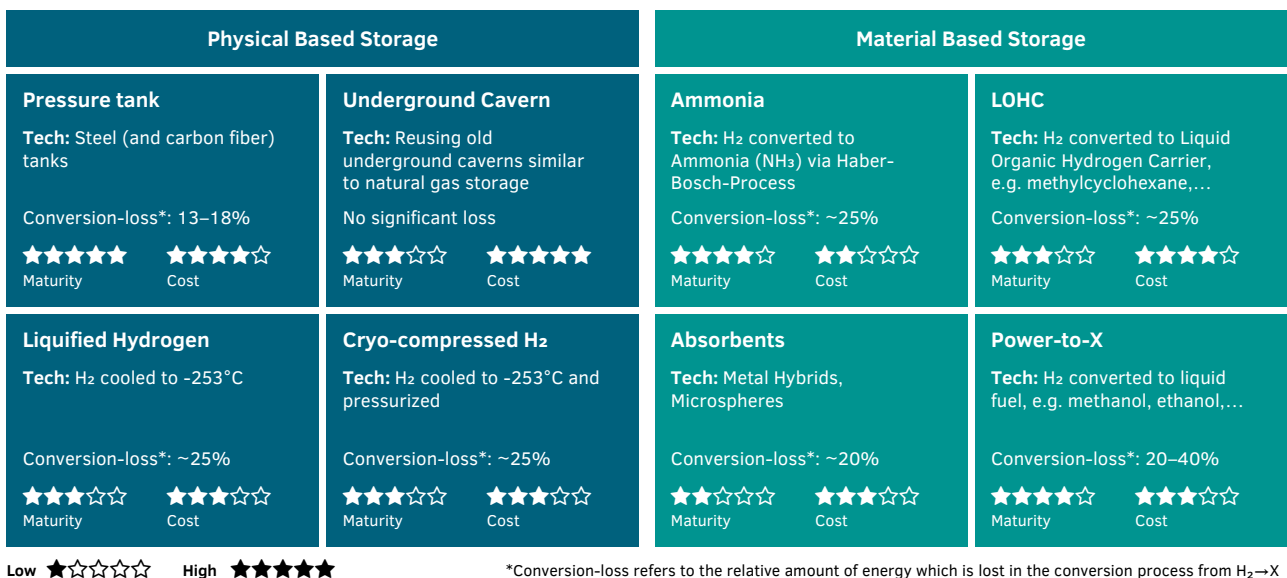 Physical Based Storage
Pressure tank
Tech: Steel (and carbon fiber)
tanks
Conversion-loss*: 13–18%
★★★★★ ★★★★☆
Maturity Cost
Underground Cavern
Tech: Reusing old
underground caverns similar
to natural gas storage
No significant loss
★★★☆☆ ★★★★★
Maturity Cost
Liquified Hydrogen
Tech: H₂ cooled to -253°C
Conversion-loss*: ~25%
★★★☆☆ ★★★☆☆
Maturity Cost
Cryo-compressed H₂
Tech: H₂ cooled to -253°C and
pressurized
Conversion-loss*: ~25%
★★★☆☆ ★★★☆☆
Maturity Cost
Material Based Storage
Ammonia
Tech: H₂ converted to
Ammonia (NH₃) via Haber-
Bosch-Process
Conversion-loss*: ~25%
★★★★☆ ★★☆☆☆
Maturity Cost
LOHC
Tech: H₂ converted to Liquid
Organic Hydrogen Carrier,
e.g. methylcyclohexane,...
Conversion-loss*: ~25%
★★★☆☆ ★★★★☆
Maturity Cost
Absorbents
Tech: Metal Hybrids,
Microspheres
Conversion-loss*: ~20%
★★☆☆☆ ★★★☆☆
Maturity Cost
Power-to-X
Tech: H₂ converted to liquid
fuel, e.g. methanol, ethanol,...
Conversion-loss*: 20–40%
★★★★☆ ★★★☆☆
Maturity Cost
Low ★☆☆☆☆ High ★★★★★
*Conversion-loss refers to the relative amount of energy which is lost in the conversion process from H₂→X